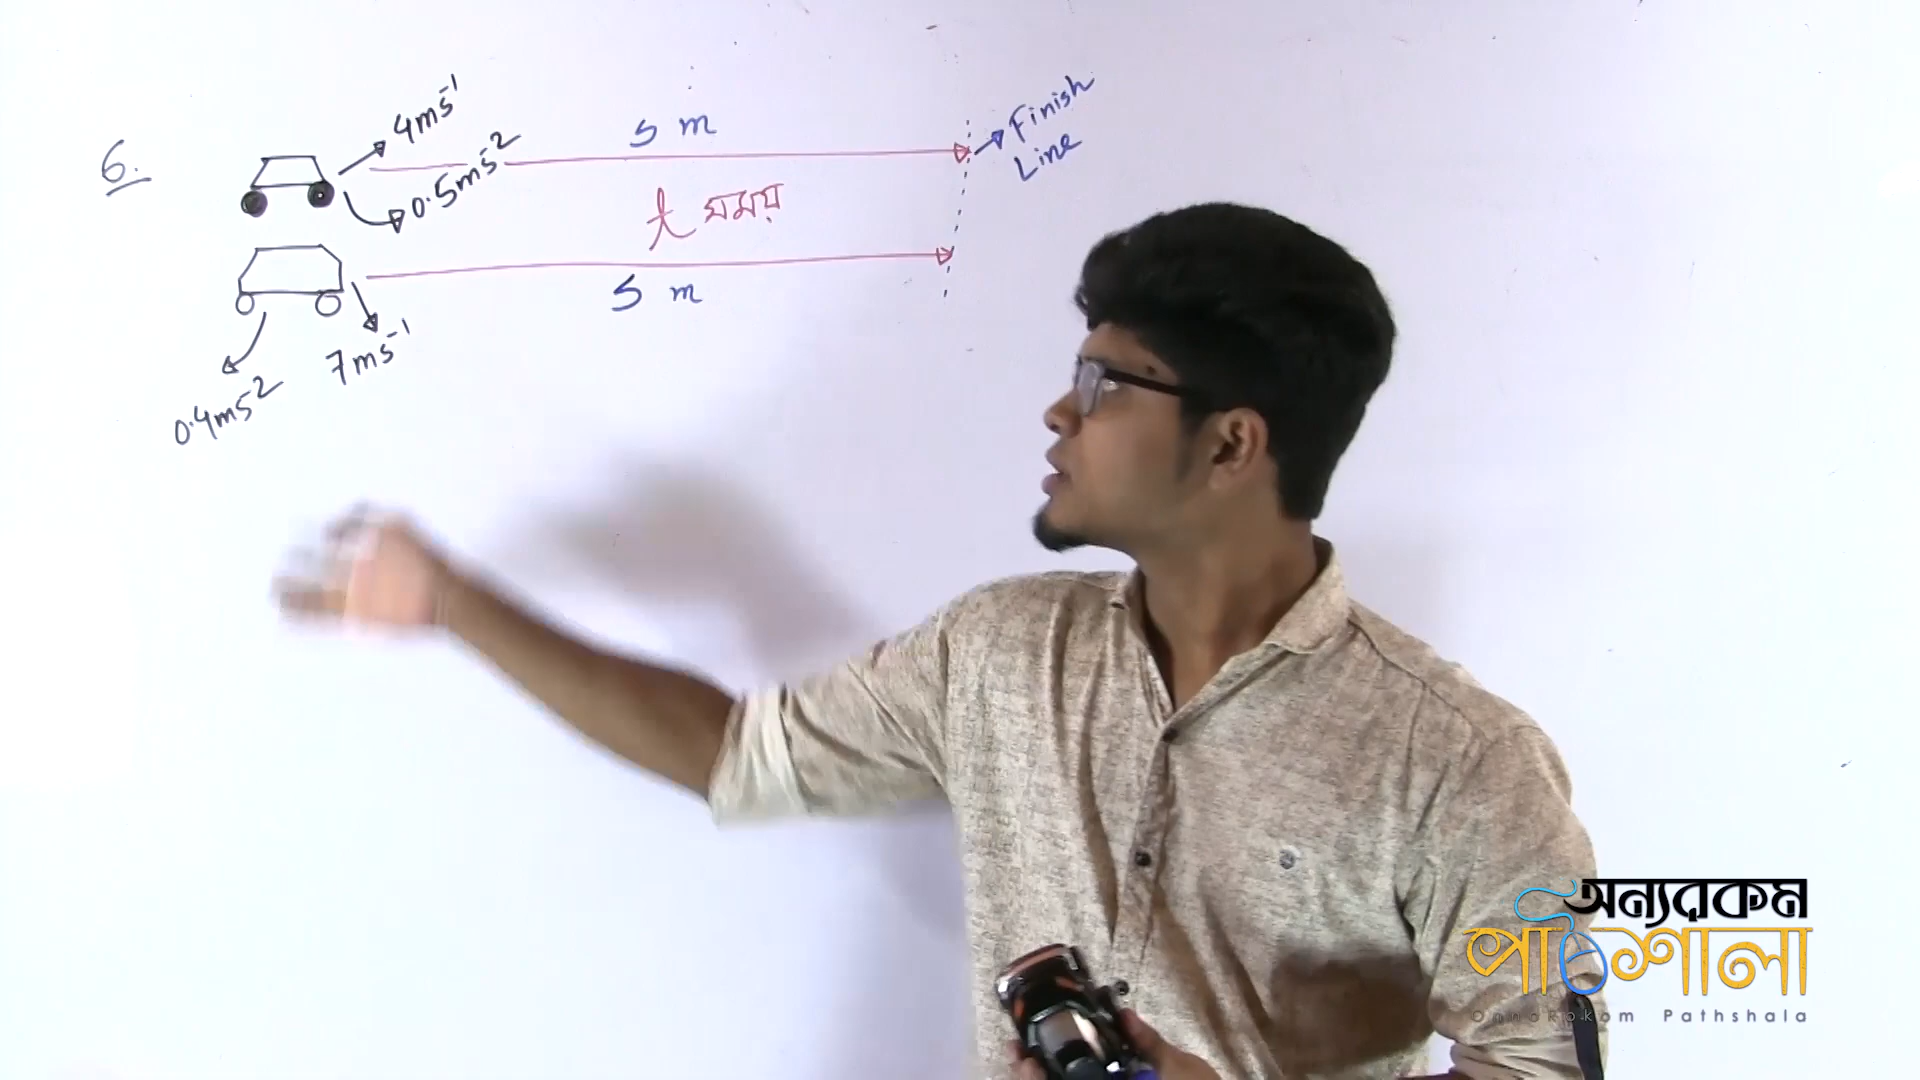 6.
4ms⁻¹
0.5ms⁻²
S m
Finish
Line
t সময়
S m
7ms⁻¹
0.4ms⁻²
অন্যরকম
পাঠশালা
OnnoRokom Pathshala